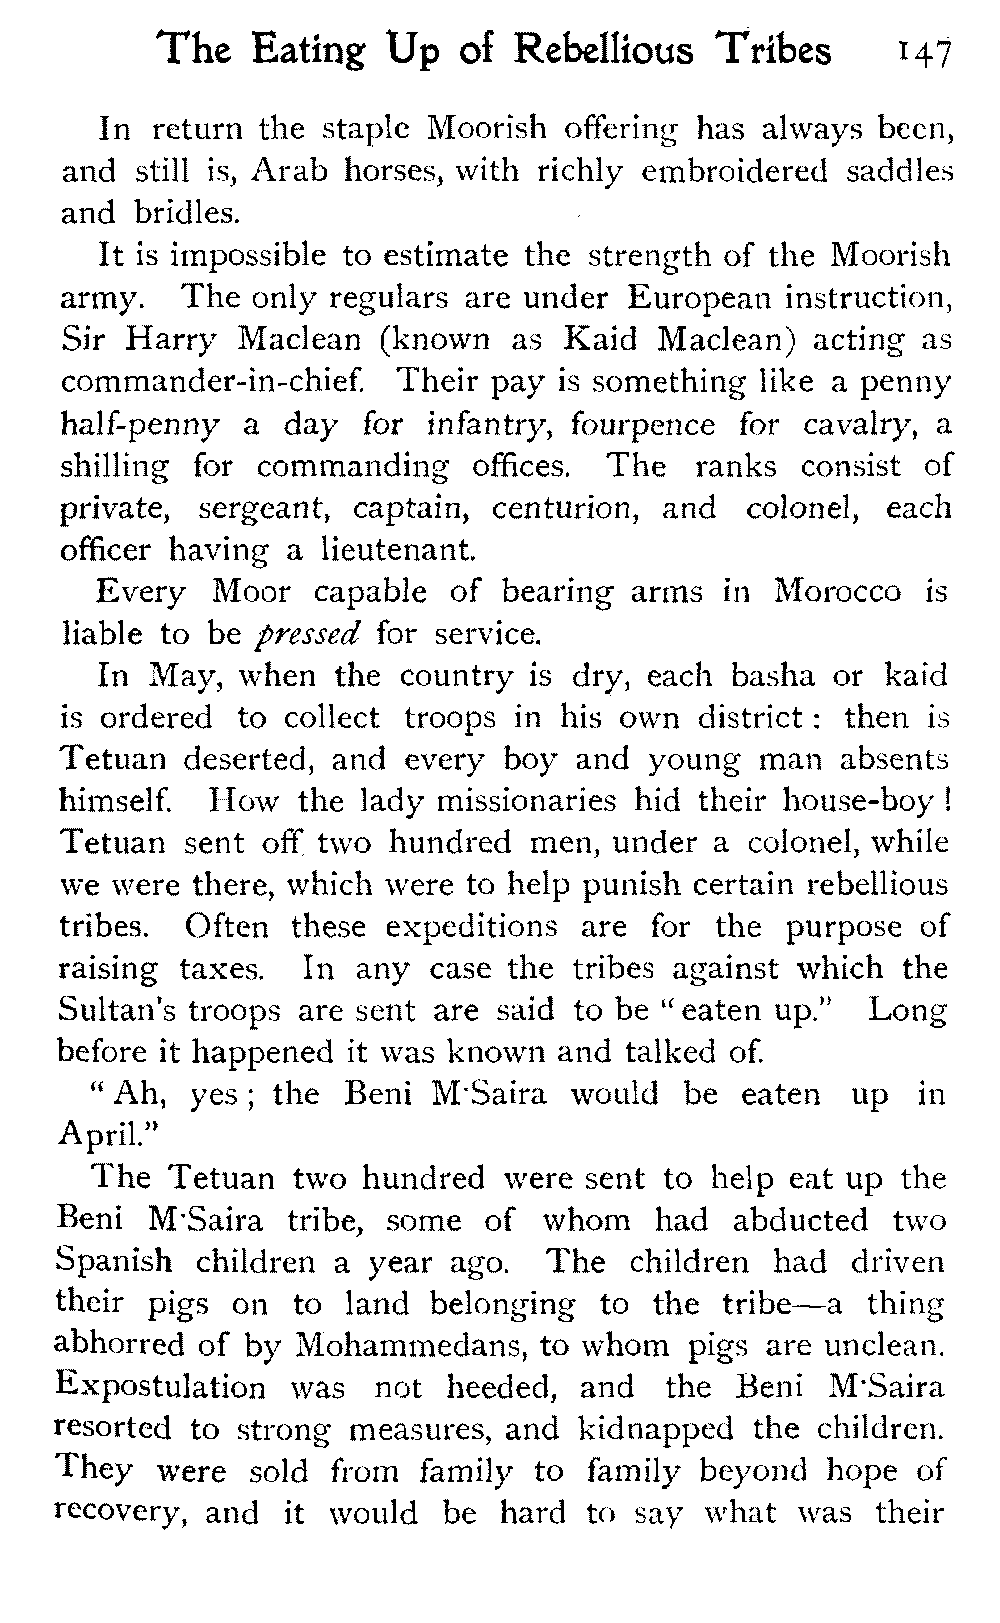 The Eating Up of Rebellious Tribes 147
In return the staple Moorish offering has always been,
and still is, Arab horses, with richly embroidered saddles
and bridles.
It is impossible to estimate the strength of the Moorish
army. The only regulars are under European instruction,
Sir Harry Maclean (known as Kaid Maclean) acting as
commander-in-chief. Their pay is something like a penny
half-penny a day for infantry, fourpence for cavalry, a
shilling for commanding offices. The ranks consist of
private, sergeant, captain, centurion, and colonel, each
officer having a lieutenant.
Every Moor capable of bearing arms in Morocco is
liable to be pressed for service.
In May, when the country is dry, each basha or kaid
is ordered to collect troops in his own district : then is
Tetuan deserted, and every boy and young man absents
himself. How the lady missionaries hid their house-boy !
Tetuan sent off two hundred men, under a colonel, while
we were there, which were to help punish certain rebellious
tribes. Often these expeditions are for the purpose of
raising taxes. In any case the tribes against which the
Sultan's troops are sent are said to be “ eaten up.” Long
before it happened it was known and talked of.
“ Ah, yes ; the Beni M·Saira would be eaten up in
April.”
The Tetuan two hundred were sent to help eat up the
Beni M·Saira tribe, some of whom had abducted two
Spanish children a year ago. The children had driven
their pigs on to land belonging to the tribe—a thing
abhorred of by Mohammedans, to whom pigs are unclean.
Expostulation was not heeded, and the Beni M·Saira
resorted to strong measures, and kidnapped the children.
They were sold from family to family beyond hope of
recovery, and it would be hard to say what was their